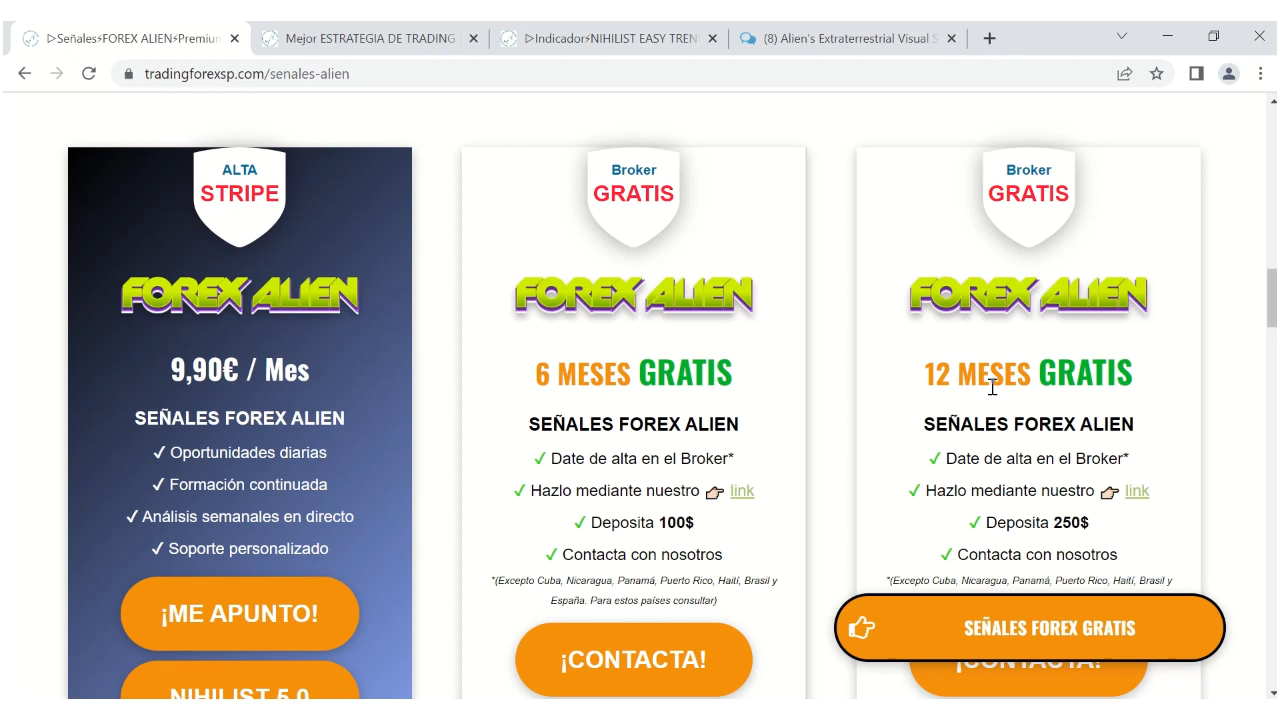 ▷Señales⚡FOREX ALIEN⚡Premium
Mejor ESTRATEGIA DE TRADING
▷Indicador⚡NIHILIST EASY TREN
(8) Alien's Extraterrestrial Visual S
tradingforexsp.com/senales-alien
ALTA
STRIPE
FOREX ALIEN
9,90€ / Mes
SEÑALES FOREX ALIEN
✓ Oportunidades diarias
✓ Formación continuada
✓ Análisis semanales en directo
✓ Soporte personalizado
¡ME APUNTO!
NIHILIST 5.0
Broker
GRATIS
FOREX ALIEN
6 MESES GRATIS
SEÑALES FOREX ALIEN
✓ Date de alta en el Broker*
✓ Hazlo mediante nuestro 👉 link
✓ Deposita 100$
✓ Contacta con nosotros
*(Excepto Cuba, Nicaragua, Panamá, Puerto Rico, Haití, Brasil y
España. Para estos países consultar)
¡CONTACTA!
Broker
GRATIS
FOREX ALIEN
12 MESES GRATIS
SEÑALES FOREX ALIEN
✓ Date de alta en el Broker*
✓ Hazlo mediante nuestro 👉 link
✓ Deposita 250$
✓ Contacta con nosotros
*(Excepto Cuba, Nicaragua, Panamá, Puerto Rico, Haití, Brasil y
SEÑALES FOREX GRATIS
¡CONTACTA!